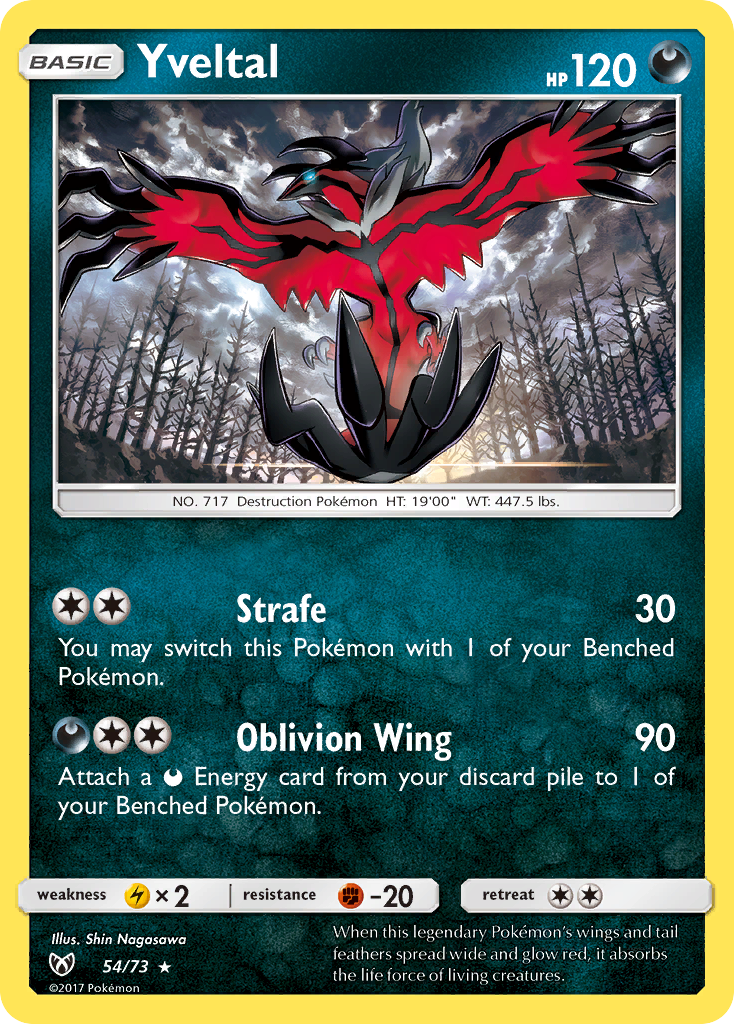 BASIC Yveltal HP 120
NO. 717 Destruction Pokémon HT: 19'00" WT: 447.5 lbs.
Strafe 30
You may switch this Pokémon with 1 of your Benched
Pokémon.
Oblivion Wing 90
Attach a Energy card from your discard pile to 1 of
your Benched Pokémon.
weakness × 2 resistance -20 retreat
Illus. Shin Nagasawa
54/73 ★
©2017 Pokémon
When this legendary Pokémon's wings and tail
feathers spread wide and glow red, it absorbs
the life force of living creatures.